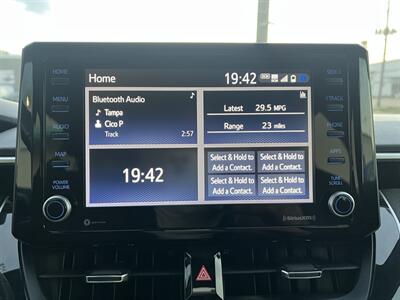 Home
19:42
HOME
MENU
AUDIO
MAP
POWER
VOLUME
Bluetooth Audio
Tampa
Cico P
Track
2:57
Latest 29.5 MPG
Range 23 miles
19:42
Select & Hold to
Add a Contact.
Select & Hold to
Add a Contact.
Select & Hold to
Add a Contact.
Select & Hold to
Add a Contact.
SEEK >
< TRACK
PHONE
APPS
TUNE
SCROLL
SiriusXM